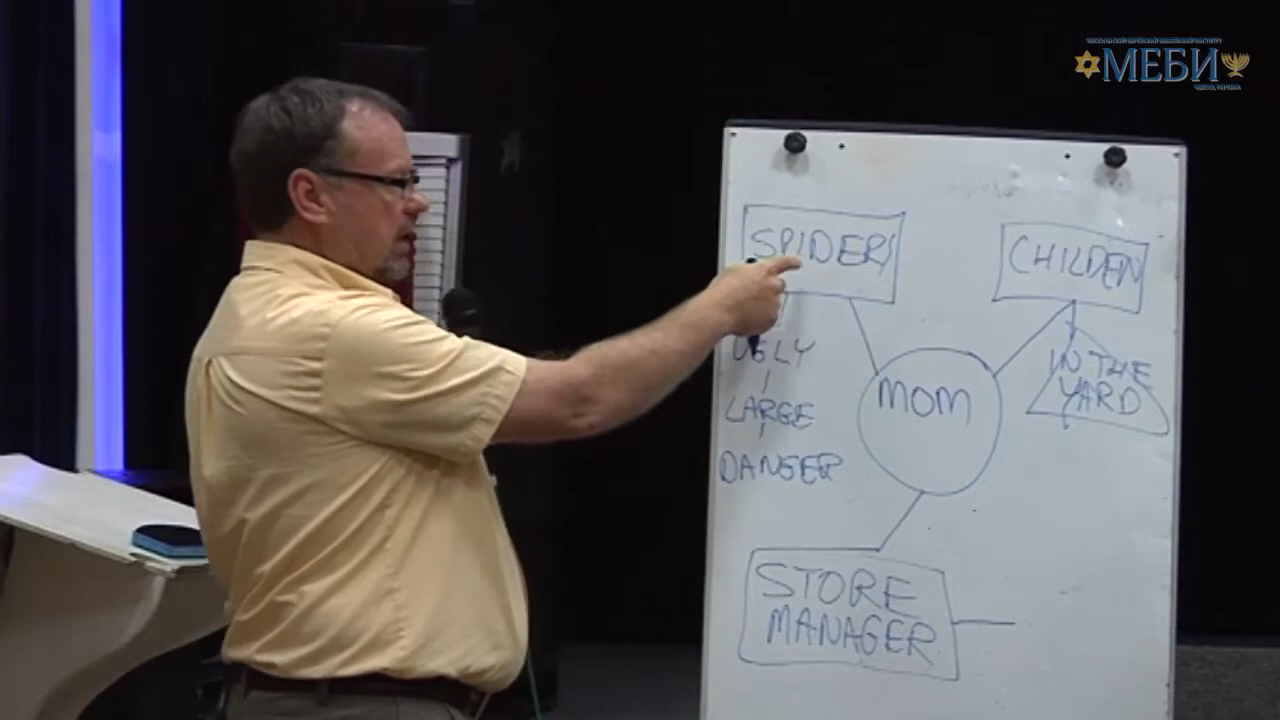 МЕБИ
SPIDERS
CHILDEN
UGLY
LARGE
DANGER
MOM
IN THE
YARD
STORE
MANAGER